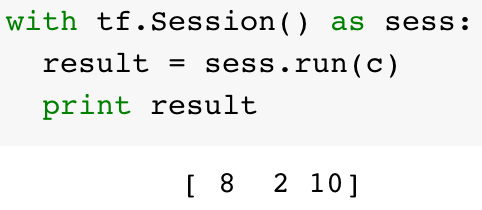 with tf.Session() as sess:
  result = sess.run(c)
  print result
[ 8  2 10]